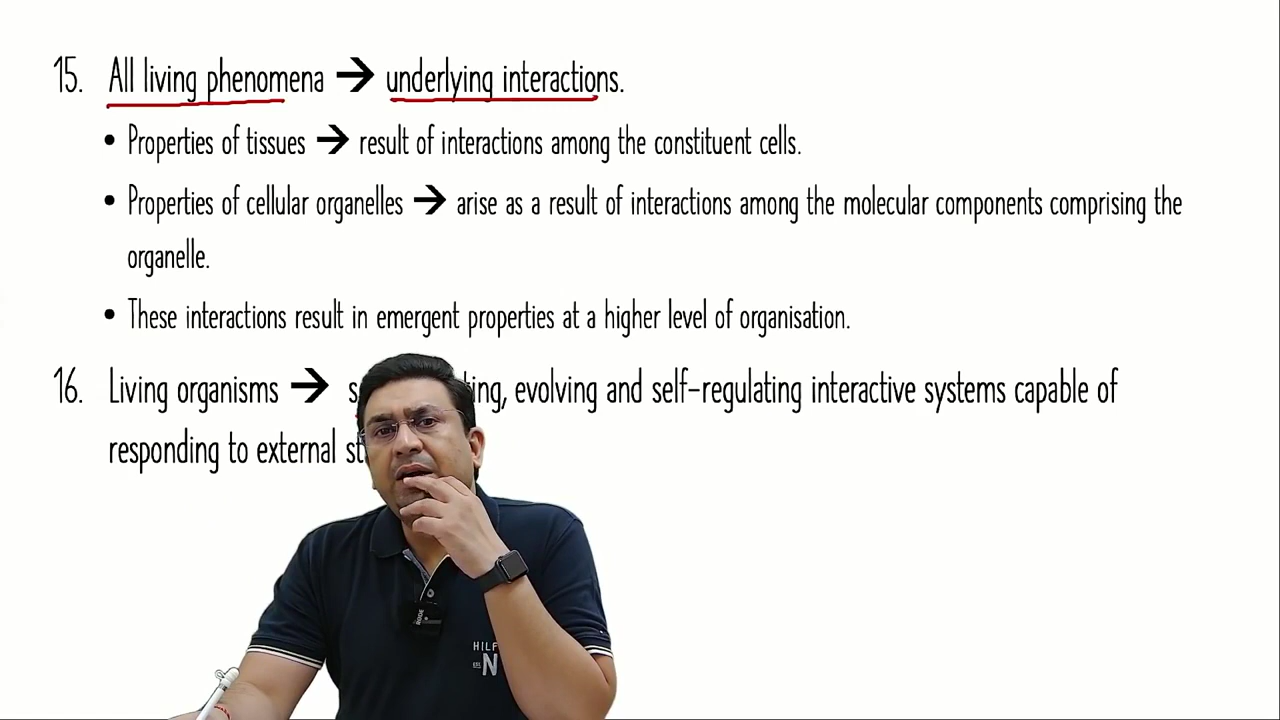 15. All living phenomena → underlying interactions.
• Properties of tissues → result of interactions among the constituent cells.
• Properties of cellular organelles → arise as a result of interactions among the molecular components comprising the
organelle.
• These interactions result in emergent properties at a higher level of organisation.
16. Living organisms → evolving and self-regulating interactive systems capable of
responding to external
RODE
HILF
N